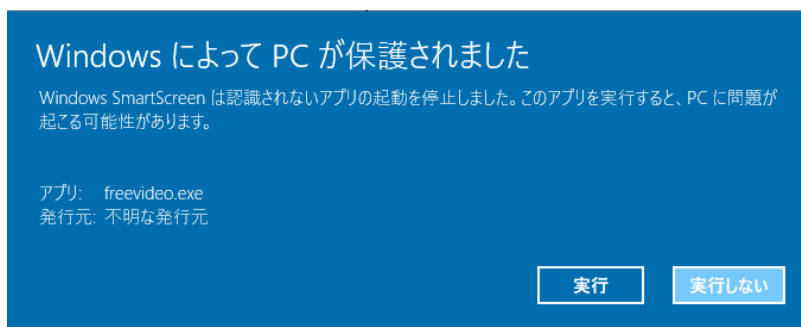 Windows によって PC が保護されました
Windows SmartScreen は認識されないアプリの起動を停止しました。このアプリを実行すると、PC に問題が
起こる可能性があります。
アプリ: freevideo.exe
発行元: 不明な発行元
実行 実行しない